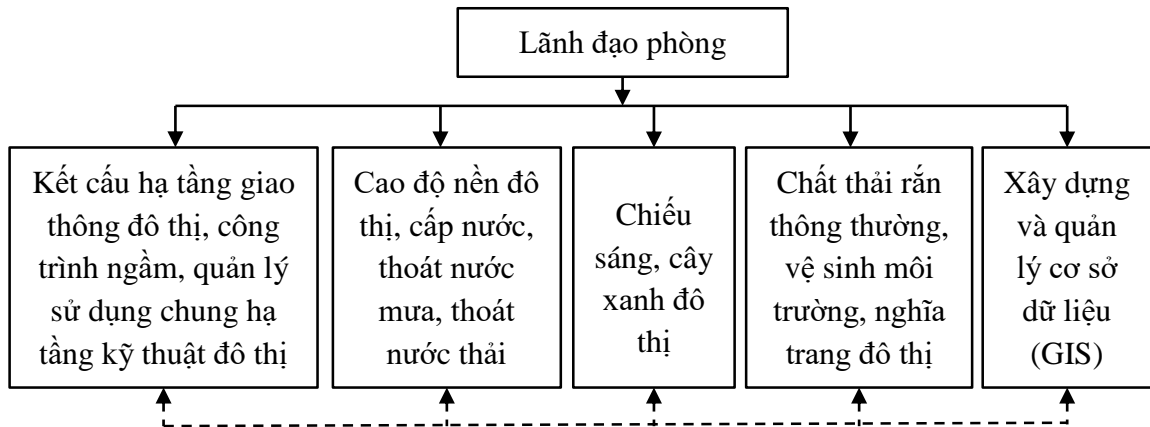 Lãnh đạo phòng
Kết cấu hạ tầng giao
thông đô thị, công
trình ngầm, quản lý
sử dụng chung hạ
tầng kỹ thuật đô thị
Cao độ nền đô
thị, cấp nước,
thoát nước
mưa, thoát
nước thải
Chiếu
sáng, cây
xanh đô
thị
Chất thải rắn
thông thường,
vệ sinh môi
trường, nghĩa
trang đô thị
Xây dựng
và quản
lý cơ sở
dữ liệu
(GIS)